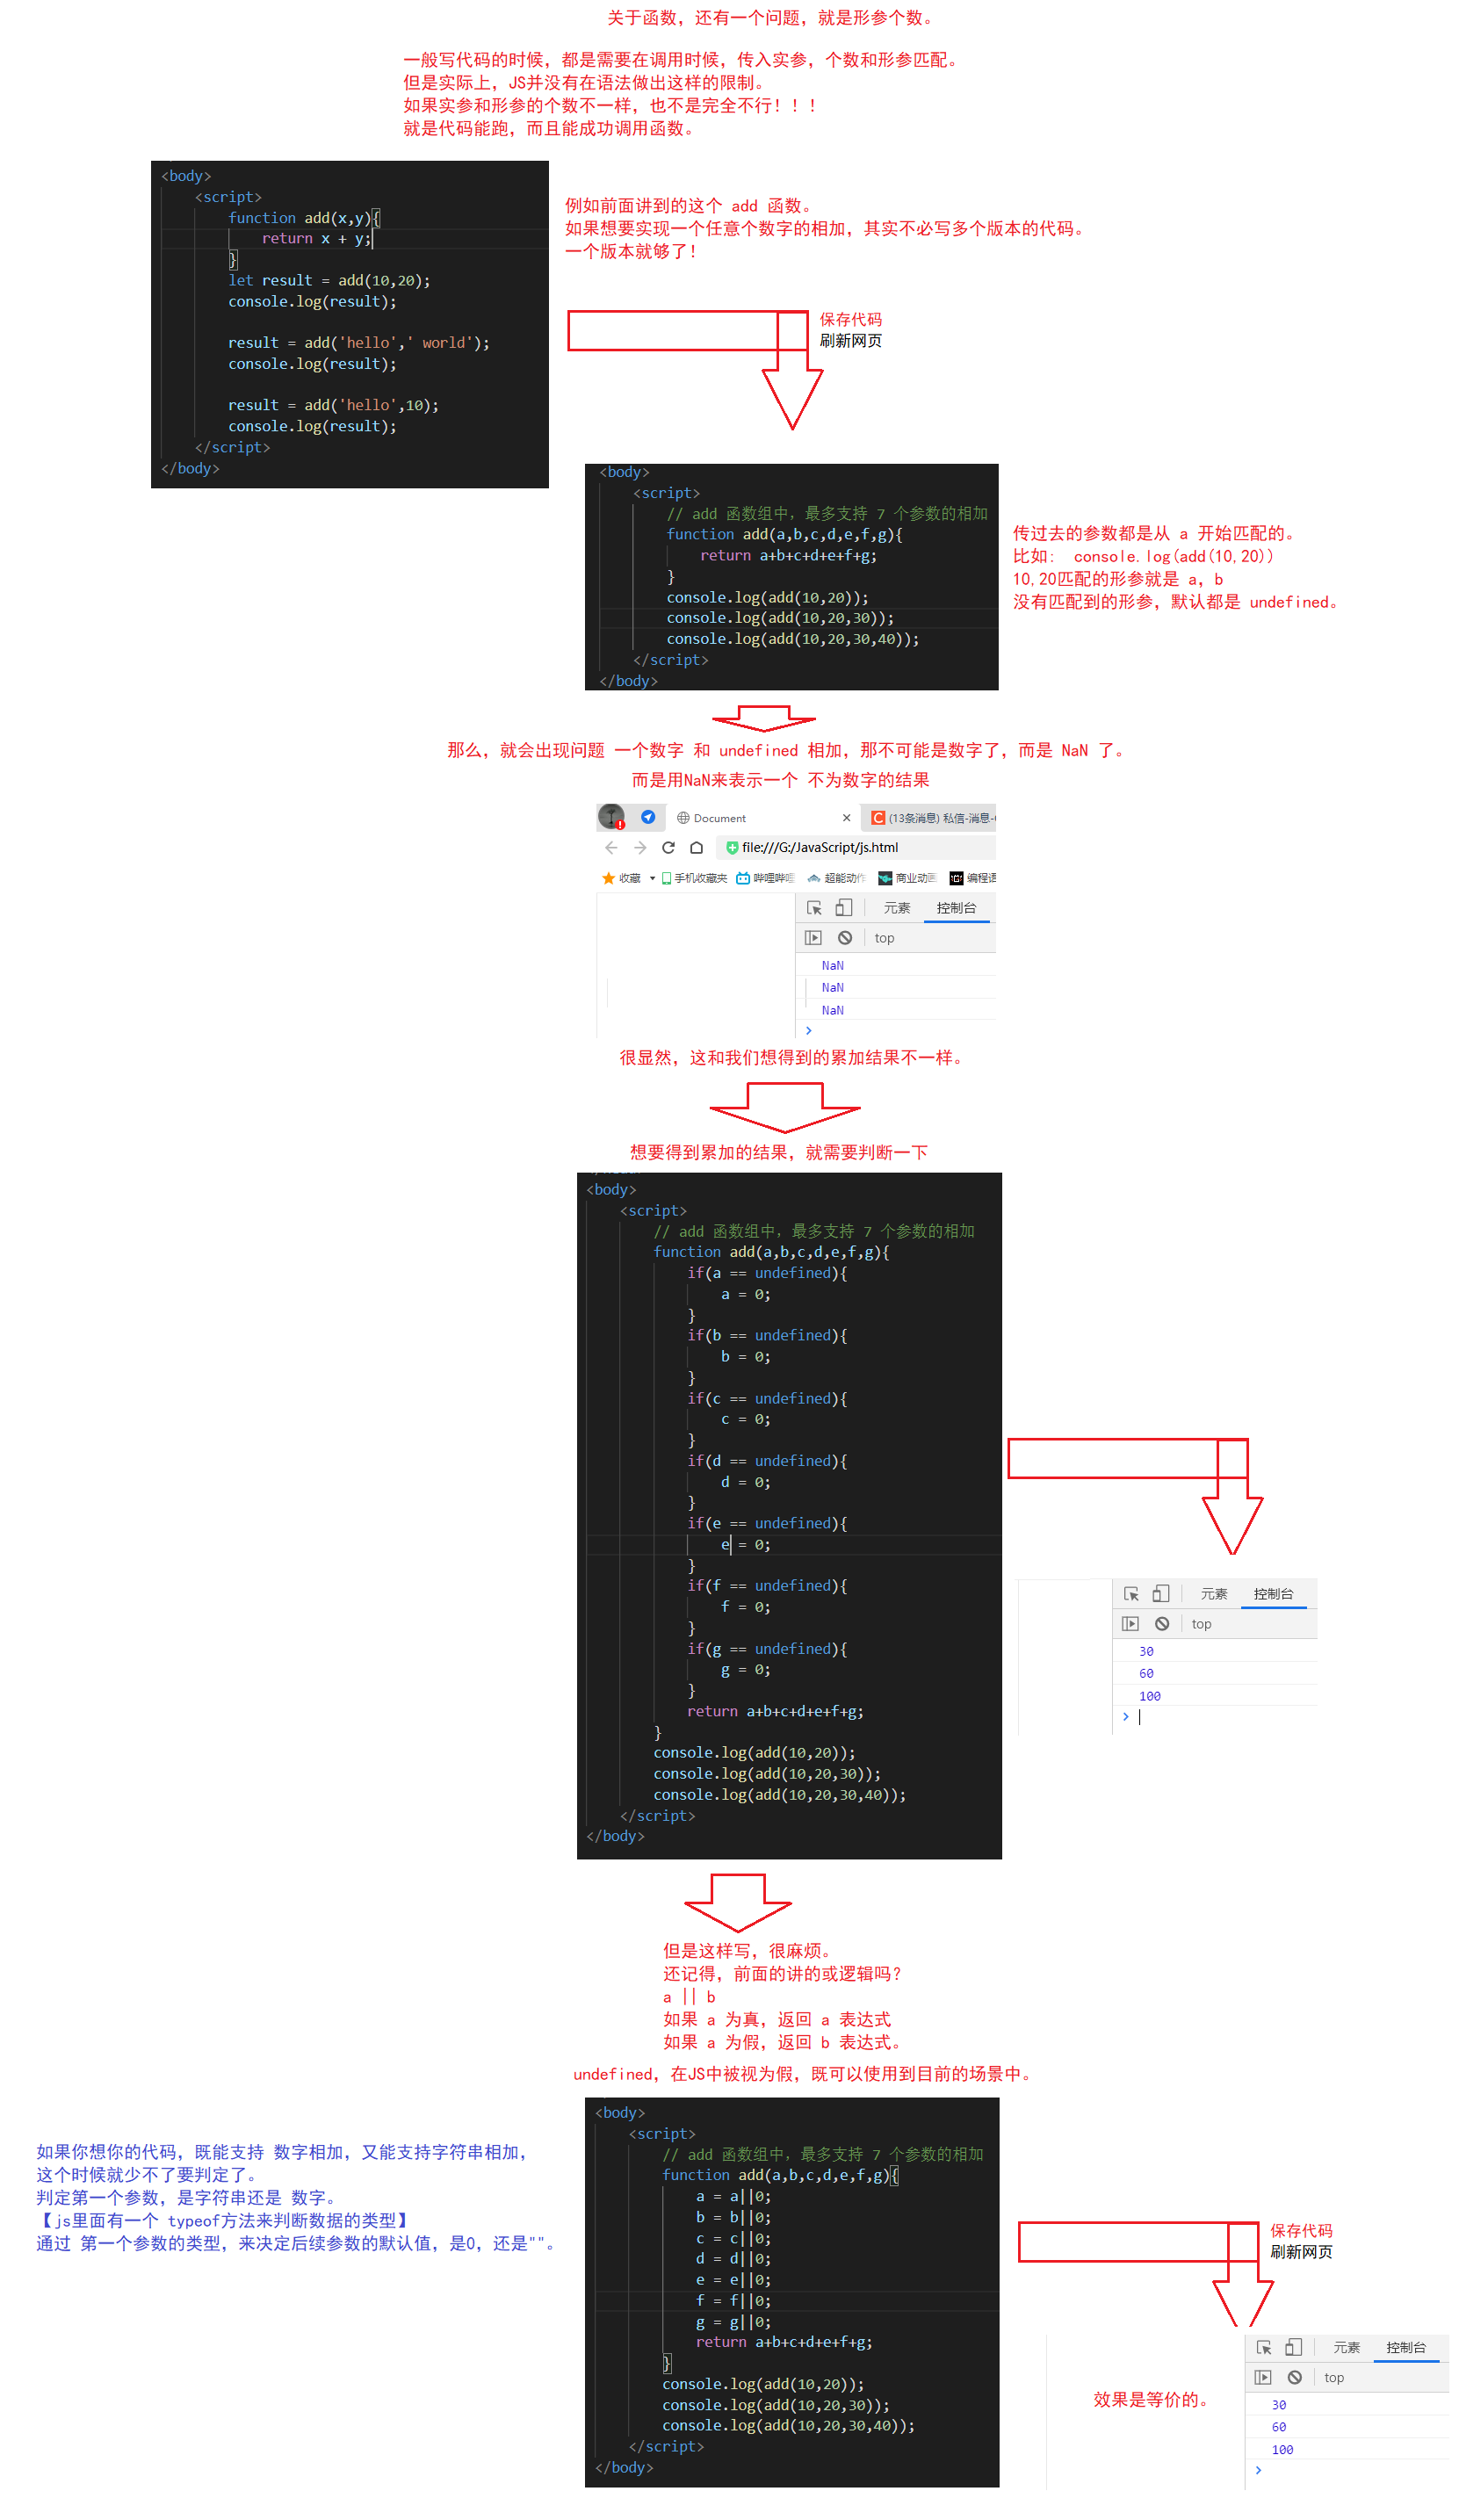 关于函数，还有一个问题，就是形参个数。
一般写代码的时候，都是需要在调用时候，传入实参，个数和形参匹配。
但是实际上，JS并没有在语法做出这样的限制。
如果实参和形参的个数不一样，也不是完全不行！！！
就是代码能跑，而且能成功调用函数。
<body>
<script>
function add(x,y){
return x + y;
}
let result = add(10,20);
console.log(result);
result = add('hello',' world');
console.log(result);
result = add('hello',10);
console.log(result);
</script>
</body>
例如前面讲到的这个 add 函数。
如果想要实现一个任意个数字的相加，其实不必写多个版本的代码。
一个版本就够了！
保存代码
刷新网页
<body>
<script>
// add 函数组中，最多支持 7 个参数的相加
function add(a,b,c,d,e,f,g){
return a+b+c+d+e+f+g;
}
console.log(add(10,20));
console.log(add(10,20,30));
console.log(add(10,20,30,40));
</script>
</body>
传过去的参数都是从 a 开始匹配的。
比如： console.log(add(10,20))
10,20匹配的形参就是 a，b
没有匹配到的形参，默认都是 undefined。
那么，就会出现问题 一个数字 和 undefined 相加，那不可能是数字了，而是 NaN 了。
而是用NaN来表示一个 不为数字的结果
Document
(13条消息) 私信-消息-
file:///G:/JavaScript/js.html
收藏 手机收藏夹 哔哩哔哩 超能动作 商业动画 编程语
元素 控制台
top
NaN
NaN
NaN
>
很显然，这和我们想得到的累加结果不一样。
想要得到累加的结果，就需要判断一下
<body>
<script>
// add 函数组中，最多支持 7 个参数的相加
function add(a,b,c,d,e,f,g){
if(a == undefined){
a = 0;
}
if(b == undefined){
b = 0;
}
if(c == undefined){
c = 0;
}
if(d == undefined){
d = 0;
}
if(e == undefined){
e = 0;
}
if(f == undefined){
f = 0;
}
if(g == undefined){
g = 0;
}
return a+b+c+d+e+f+g;
}
console.log(add(10,20));
console.log(add(10,20,30));
console.log(add(10,20,30,40));
</script>
</body>
元素 控制台
top
30
60
100
>
但是这样写，很麻烦。
还记得，前面的讲的或逻辑吗？
a || b
如果 a 为真，返回 a 表达式
如果 a 为假，返回 b 表达式。
undefined，在JS中被视为假，既可以使用到目前的场景中。
如果你想你的代码，既能支持 数字相加，又能支持字符串相加，
这个时候就少不了要判定了。
判定第一个参数，是字符串还是 数字。
【js里面有一个 typeof方法来判断数据的类型】
通过 第一个参数的类型，来决定后续参数的默认值，是0，还是""。
<body>
<script>
// add 函数组中，最多支持 7 个参数的相加
function add(a,b,c,d,e,f,g){
a = a||0;
b = b||0;
c = c||0;
d = d||0;
e = e||0;
f = f||0;
g = g||0;
return a+b+c+d+e+f+g;
}
console.log(add(10,20));
console.log(add(10,20,30));
console.log(add(10,20,30,40));
</script>
</body>
保存代码
刷新网页
效果是等价的。
元素 控制台
top
30
60
100
>